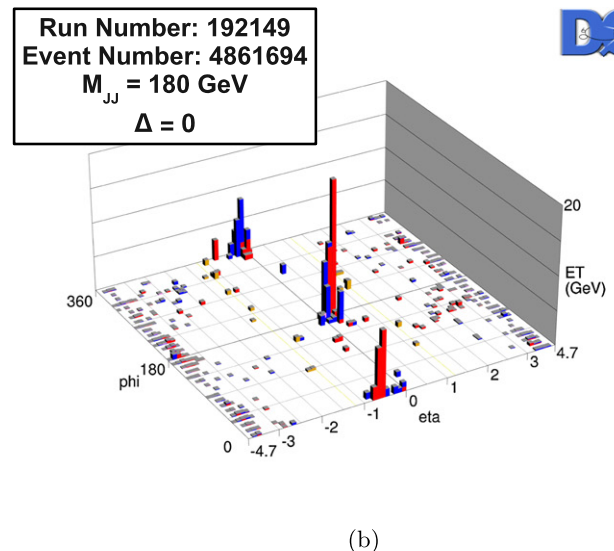 Run Number: 192149
Event Number: 4861694
M_JJ = 180 GeV
Δ = 0
DØ
20
ET
(GeV)
360
180
phi
0
-4.7
-3
-2
-1
0
eta
1
2
3
4.7
(b)